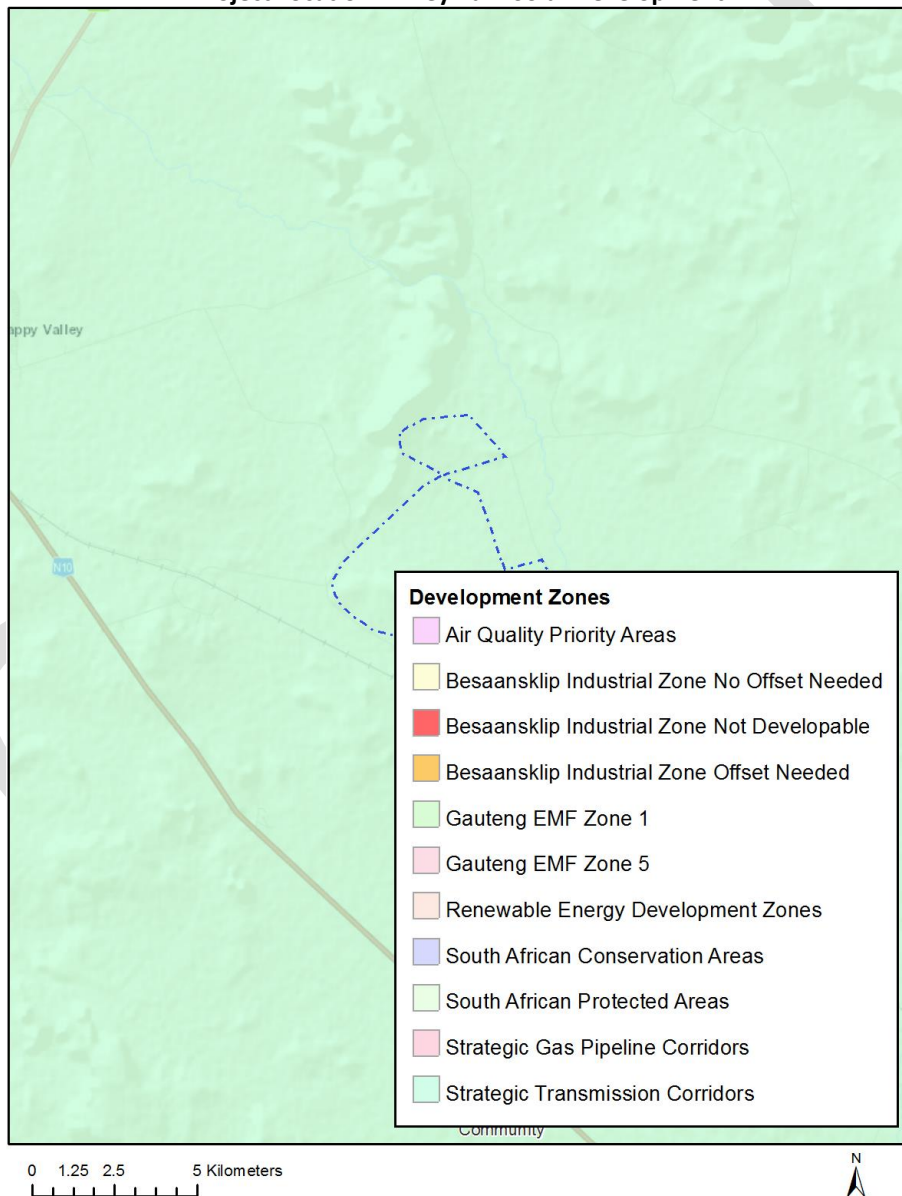 appy Valley
N10
Development Zones
Air Quality Priority Areas
Besaansklip Industrial Zone No Offset Needed
Besaansklip Industrial Zone Not Developable
Besaansklip Industrial Zone Offset Needed
Gauteng EMF Zone 1
Gauteng EMF Zone 5
Renewable Energy Development Zones
South African Conservation Areas
South African Protected Areas
Strategic Gas Pipeline Corridors
Strategic Transmission Corridors
Community
0 1.25 2.5 5 Kilometers
N